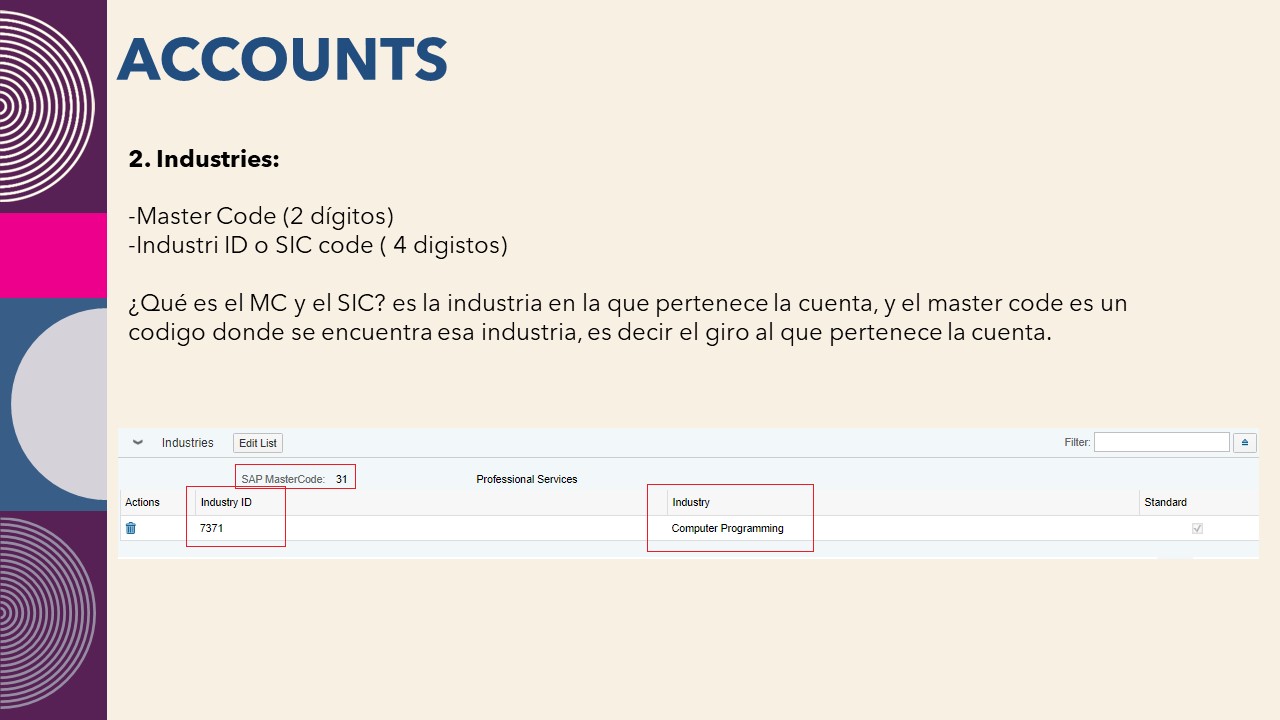 ACCOUNTS
2. Industries:
-Master Code (2 dígitos)
-Industri ID o SIC code ( 4 digistos)
¿Qué es el MC y el SIC? es la industria en la que pertenece la cuenta, y el master code es un
codigo donde se encuentra esa industria, es decir el giro al que pertenece la cuenta.
Industries Edit List Filter:
SAP MasterCode: 31 Professional Services
Actions Industry ID Industry Standard
7371 Computer Programming